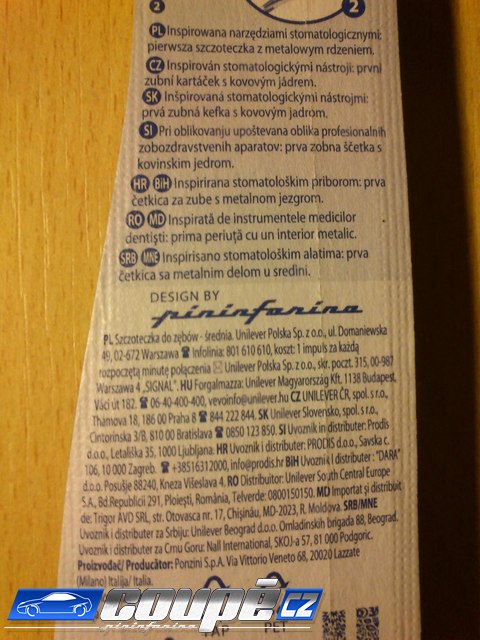 2 2
PL Inspirowana narzędziami stomatologicznymi:
pierwsza szczoteczka z metalowym rdzeniem.
CZ Inspirován stomatologickými nástroji: první
zubní kartáček s kovovým jádrem.
SK Inšpirovaná stomatologickými nástrojmi:
prvá zubná kefka s kovovým jadrom.
SI Pri oblikovanju upoštevana oblika profesionalnih
zobozdravstvenih aparatov: prva zobna ščetka s
kovinskim jedrom.
HR BiH Inspirirana stomatološkim priborom: prva
četkica za zube s metalnom jezgrom.
RO MD Inspirată de instrumentele medicilor
dentiști: prima periuță cu un interior metalic.
SRB MNE Inspirisano stomatološkim alatima: prva
četkica sa metalnim delom u sredini.
DESIGN BY
pininfarina
PL Szczoteczka do zębów - średnia. Unilever Polska Sp. z o.o., ul. Domaniewska
49, 02-672 Warszawa ☎ Infolinia: 801 610 610, koszt: 1 impuls za każdą
rozpoczętą minutę połączenia ✉ Unilever Polska Sp. z o.o., skr. poczt. 315, 00-987
Warszawa 4 „SIGNAL”. HU Forgalmazza: Unilever Magyarország Kft. 1138 Budapest,
Váci út 182. ☎ 06-40-400-400, vevoinfo@unilever.hu CZ UNILEVER ČR, spol. s r.o.,
Thámova 18, 186 00 Praha 8 ☎ 844 222 844. SK Unilever Slovensko, spol. s r.o.,
Cintorínska 3/B, 810 00 Bratislava ☎ 0850 123 850. SI Uvoznik in distributer: Prodis
d.o.o., Letališka 35, 1000 Ljubljana. HR Uvoznik i distributer: PRODIS d.o.o., Savska c.
106, 10 000 Zagreb. ☎ +38516312000, info@prodis.hr BiH Uvoznik i distributer: "DARA"
d.o.o. Posušje 88240, Kneza Višeslava 4. RO Distribuitor: Unilever South Central Europe
S.A., Bd.Republicii 291, Ploiești, România, Telverde: 0800150150. MD Importat și distribuit
de: Trigor AVD SRL, str. Otovasca nr. 17, Chișinău, MD-2023, R. Moldova. SRB/MNE
Uvoznik i distributer za Srbiju: Unilever Beograd d.o.o. Omladinskih brigada 88, Beograd.
Uvoznik i distributer za Crnu Goru: Nall International, SKOJ-a 57, 81 000 Podgoric.
Proizvođač/ Producător: Ponzini S.p.A. Via Vittorio Veneto 68, 20020 Lazzate
(Milano) Italija/ Italia.
coupé cz
pininfarina
PAP PET